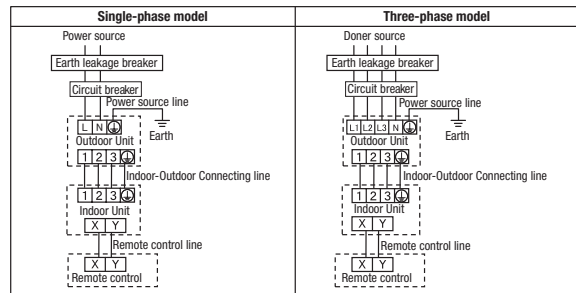 Single-phase model
Power source
Earth leakage breaker
Circuit breaker
Power source line
L N
Earth
Outdoor Unit
1 2 3
Indoor-Outdoor Connecting line
1 2 3
Indoor Unit
X Y
Remote control line
X Y
Remote control
Three-phase model
Doner source
Earth leakage breaker
Circuit breaker
Power source line
L1 L2 L3 N
Earth
Outdoor Unit
1 2 3
Indoor-Outdoor Connecting line
1 2 3
Indoor Unit
X Y
Remote control line
X Y
Remote control